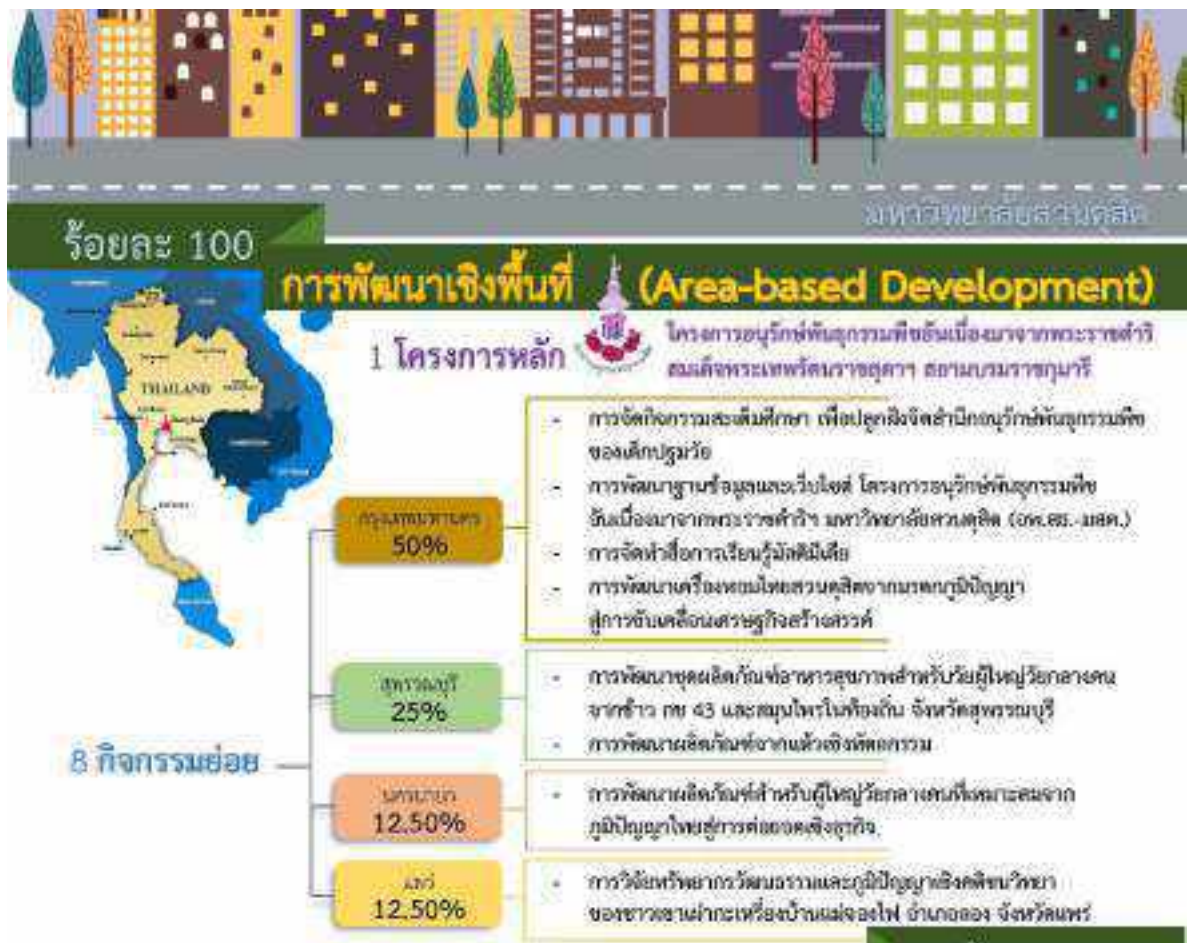 มหาวิทยาลัยสวนดุสิต
ร้อยละ 100
การพัฒนาเชิงพื้นที่ (Area-based Development)
1 โครงการหลัก
โครงการอนุรักษ์พันธุกรรมพืชอันเนื่องมาจากพระราชดำริ
สมเด็จพระเทพรัตนราชสุดาฯ สยามบรมราชกุมารี
THAILAND
8 กิจกรรมย่อย
กรุงเทพมหานคร
50%
- การจัดกิจกรรมสะเต็มศึกษา เพื่อปลูกฝังจิตสำนึกอนุรักษ์พันธุกรรมพืช
ของเด็กปฐมวัย
- การพัฒนาฐานข้อมูลและเว็บไซต์ โครงการอนุรักษ์พันธุกรรมพืช
อันเนื่องมาจากพระราชดำริฯ มหาวิทยาลัยสวนดุสิต (อพ.สธ.-มสด.)
- การจัดทำสื่อการเรียนรู้มัลติมีเดีย
- การพัฒนาเครื่องหอมไทยสวนดุสิตจากมรดกภูมิปัญญา
สู่การขับเคลื่อนเศรษฐกิจสร้างสรรค์
สุพรรณบุรี
25%
- การพัฒนาชุดผลิตภัณฑ์อาหารสุขภาพสำหรับวัยผู้ใหญ่วัยกลางคน
จากข้าว กข 43 และสมุนไพรในท้องถิ่น จังหวัดสุพรรณบุรี
- การพัฒนาผลิตภัณฑ์จากแห้วเชิงหัตถกรรม
นครนายก
12.50%
- การพัฒนาผลิตภัณฑ์สำหรับผู้ใหญ่วัยกลางคนที่เหมาะสมจาก
ภูมิปัญญาไทยสู่การต่อยอดเชิงธุรกิจ
แพร่
12.50%
- การวิจัยทรัพยากรวัฒนธรรมและภูมิปัญญาเชิงคติชนวิทยา
ของชาวเขาเผ่ากะเหรี่ยงบ้านแม่จองไฟ อำเภอลอง จังหวัดแพร่